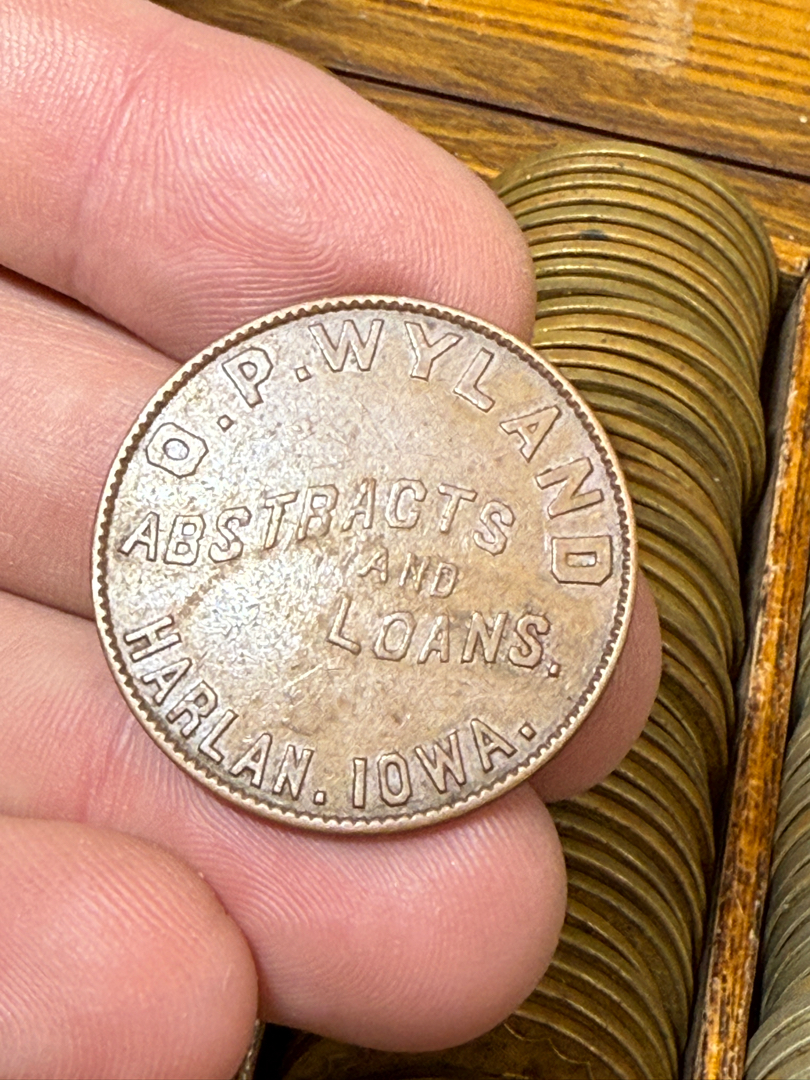 O.P.WYLAND
ABSTRACTS
AND
LOANS.
HARLAN. IOWA.